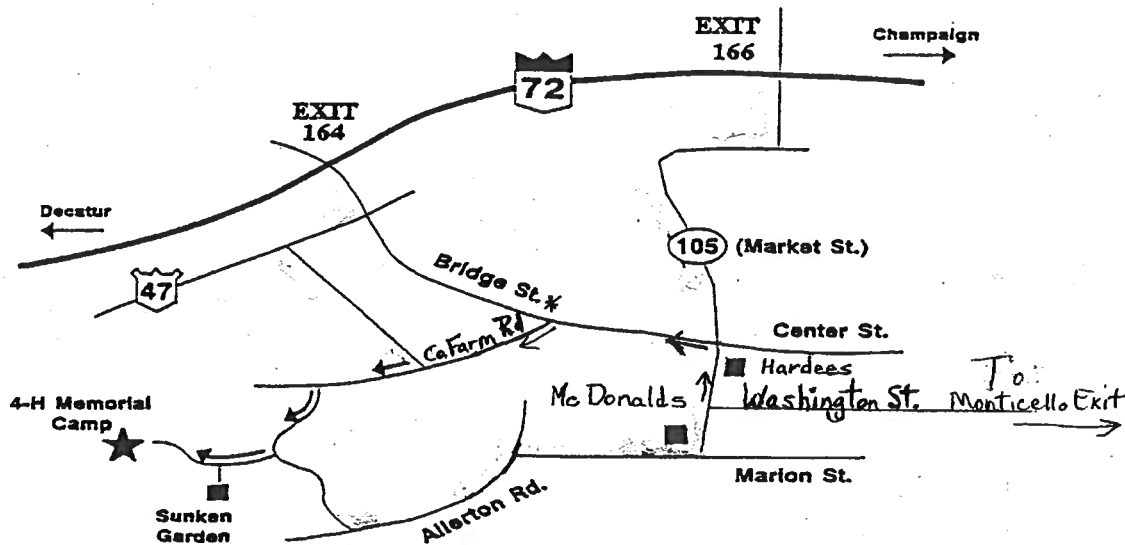 EXIT
166
Champaign
72
EXIT
164
Decatur
105 (Market St.)
47
Bridge St. *
Center St.
Ca Farm Rd
Hardees
McDonalds
Washington St.
To:
Monticello Exit
4-H Memorial
Camp
Marion St.
Allerton Rd.
Sunken
Garden